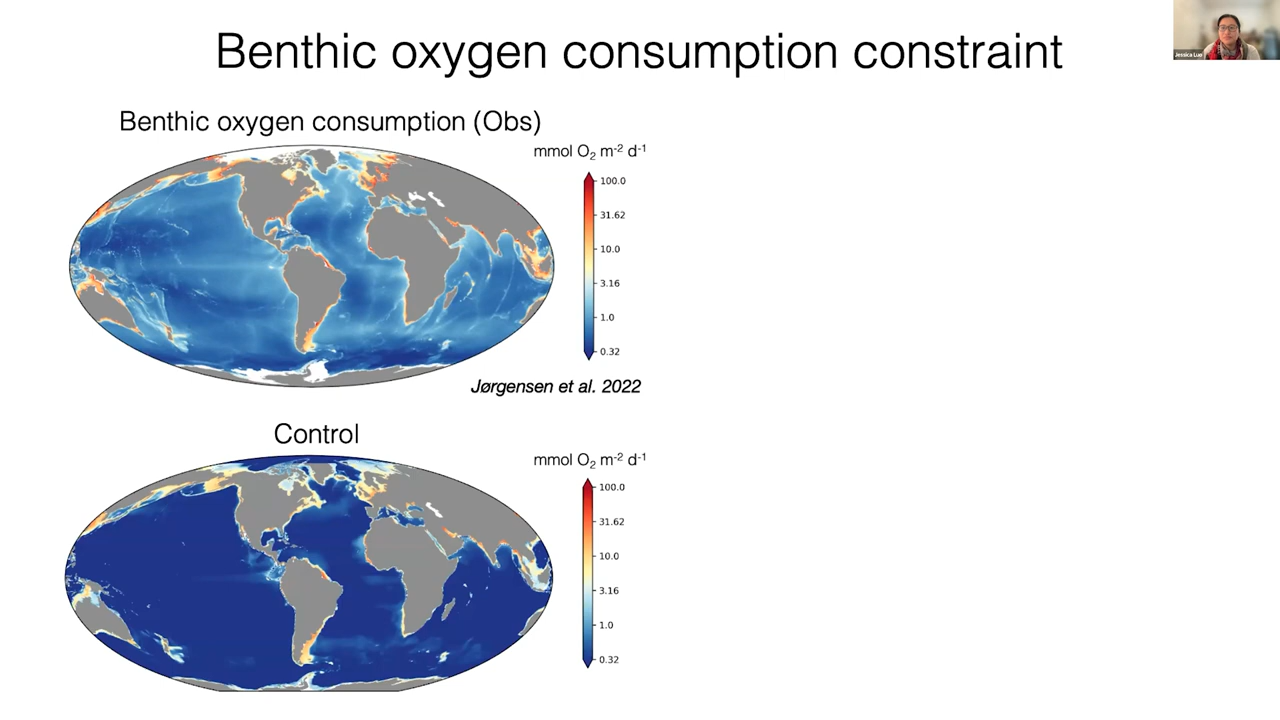 Benthic oxygen consumption constraint
Jessica Luo
Benthic oxygen consumption (Obs)
mmol O₂ m⁻² d⁻¹
100.0
31.62
10.0
3.16
1.0
0.32
Jørgensen et al. 2022
Control
mmol O₂ m⁻² d⁻¹
100.0
31.62
10.0
3.16
1.0
0.32